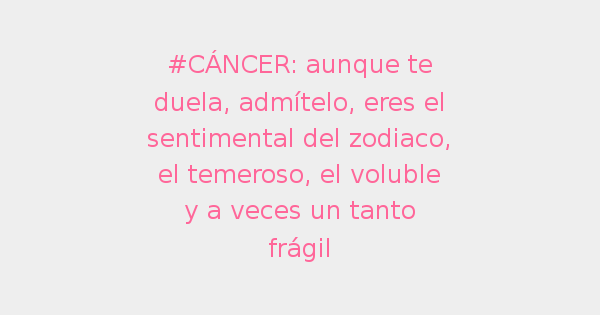 #CÁNCER: aunque te
duela, admítelo, eres el
sentimental del zodiaco,
el temeroso, el voluble
y a veces un tanto
frágil